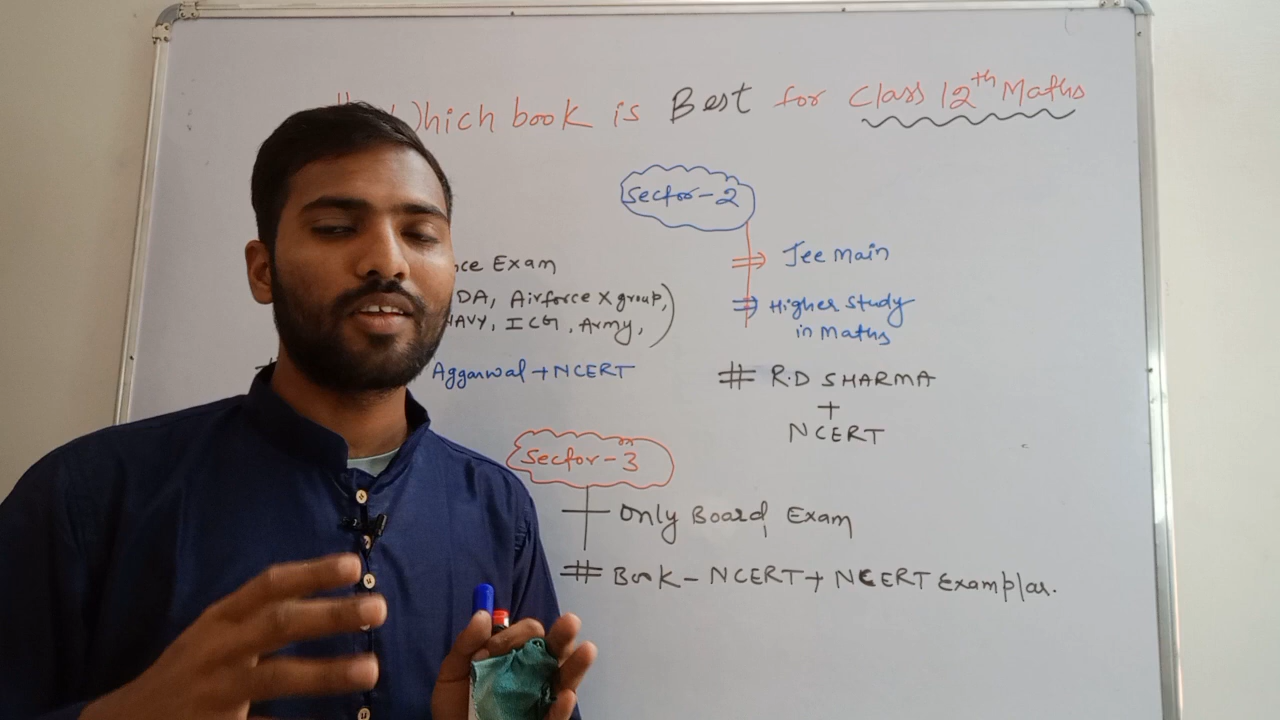 hich book is Best for Class 12th Maths
Sector-2
ce Exam
DA, Airforce X group,
NAVY, ICG, Army, )
Aggarwal + NCERT
⇒ Jee Main
⇒ Higher Study
in Maths
# R.D SHARMA
+
NCERT
Sector-3
Only Board Exam
# Book - NCERT + NCERT Examplar.